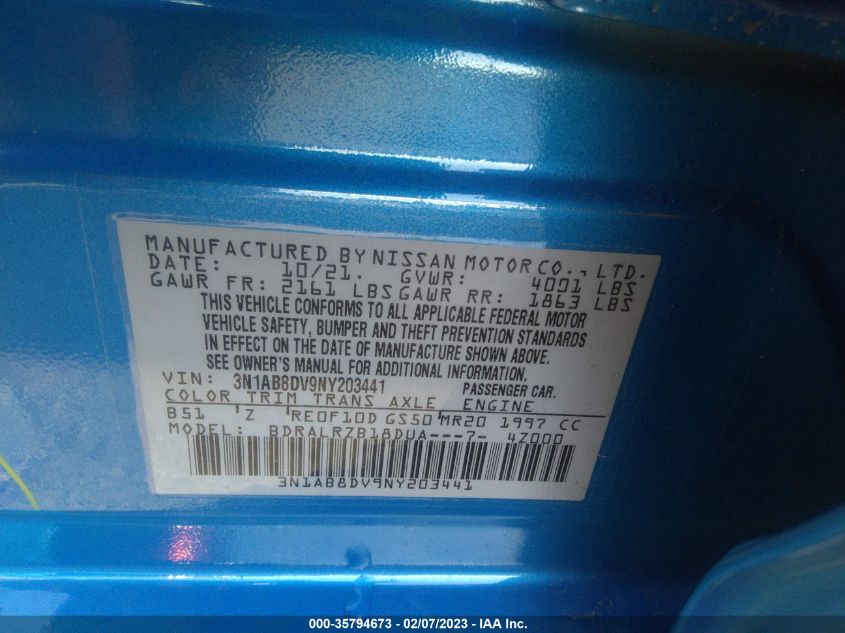 MANUFACTURED BY NISSAN MOTOR CO., LTD.
DATE: 10/21. GVWR: 4001 LBS
GAWR FR: 2161 LBS GAWR RR: 1863 LBS
THIS VEHICLE CONFORMS TO ALL APPLICABLE FEDERAL MOTOR
VEHICLE SAFETY, BUMPER AND THEFT PREVENTION STANDARDS
IN EFFECT ON THE DATE OF MANUFACTURE SHOWN ABOVE.
SEE OWNER'S MANUAL FOR ADDITIONAL INFORMATION.
VIN: 3N1AB8DV9NY203441 PASSENGER CAR.
COLOR TRIM TRANS AXLE ENGINE
B51 Z RE0F10D GS50 MR20 1997 CC
MODEL: BDRALRZB18DUA---7- 4Z000
3N1AB8DV9NY203441
000-35794673 - 02/07/2023 - IAA Inc.